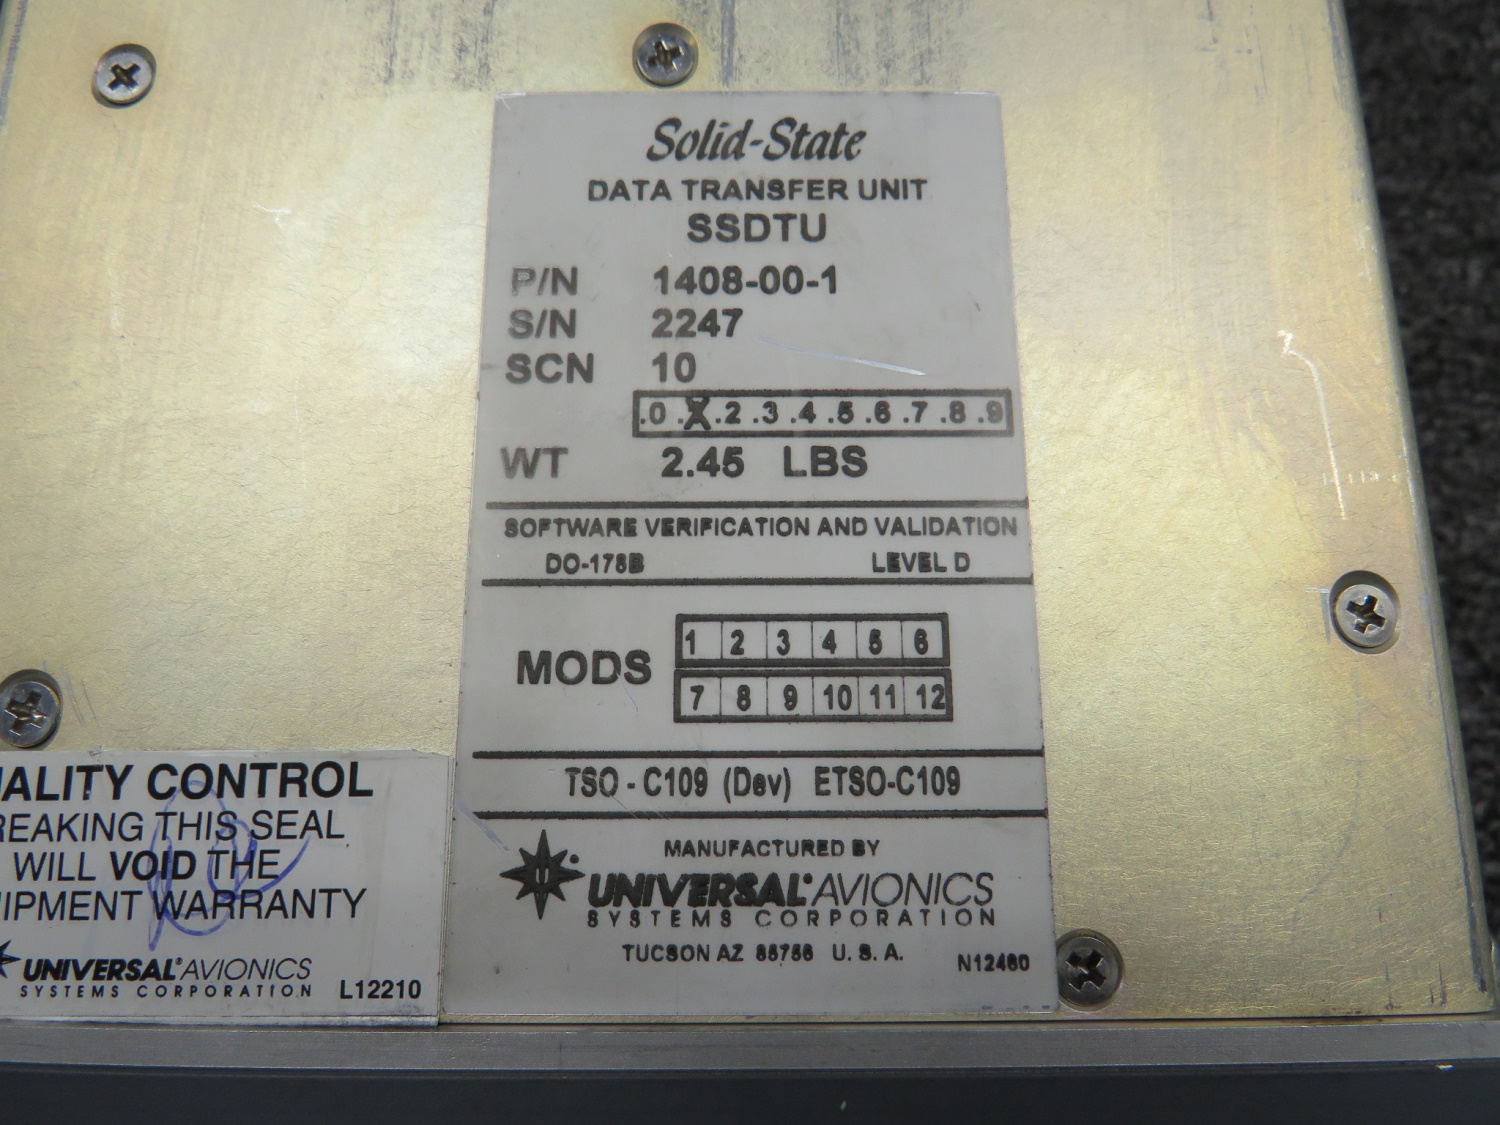 Solid-State
DATA TRANSFER UNIT
SSDTU
P/N 1408-00-1
S/N 2247
SCN 10
.0 .X .2 .3 .4 .5 .6 .7 .8 .9
WT 2.45 LBS
SOFTWARE VERIFICATION AND VALIDATION
DO-178B LEVEL D
MODS
1 2 3 4 5 6
7 8 9 10 11 12
TSO - C109 (Dev) ETSO-C109
MANUFACTURED BY
U
UNIVERSAL® AVIONICS
SYSTEMS CORPORATION
TUCSON AZ 85756 U. S. A.
N12460
ALITY CONTROL
REAKING THIS SEAL
WILL VOID THE
IPMENT WARRANTY
UNIVERSAL® AVIONICS
SYSTEMS CORPORATION
L12210